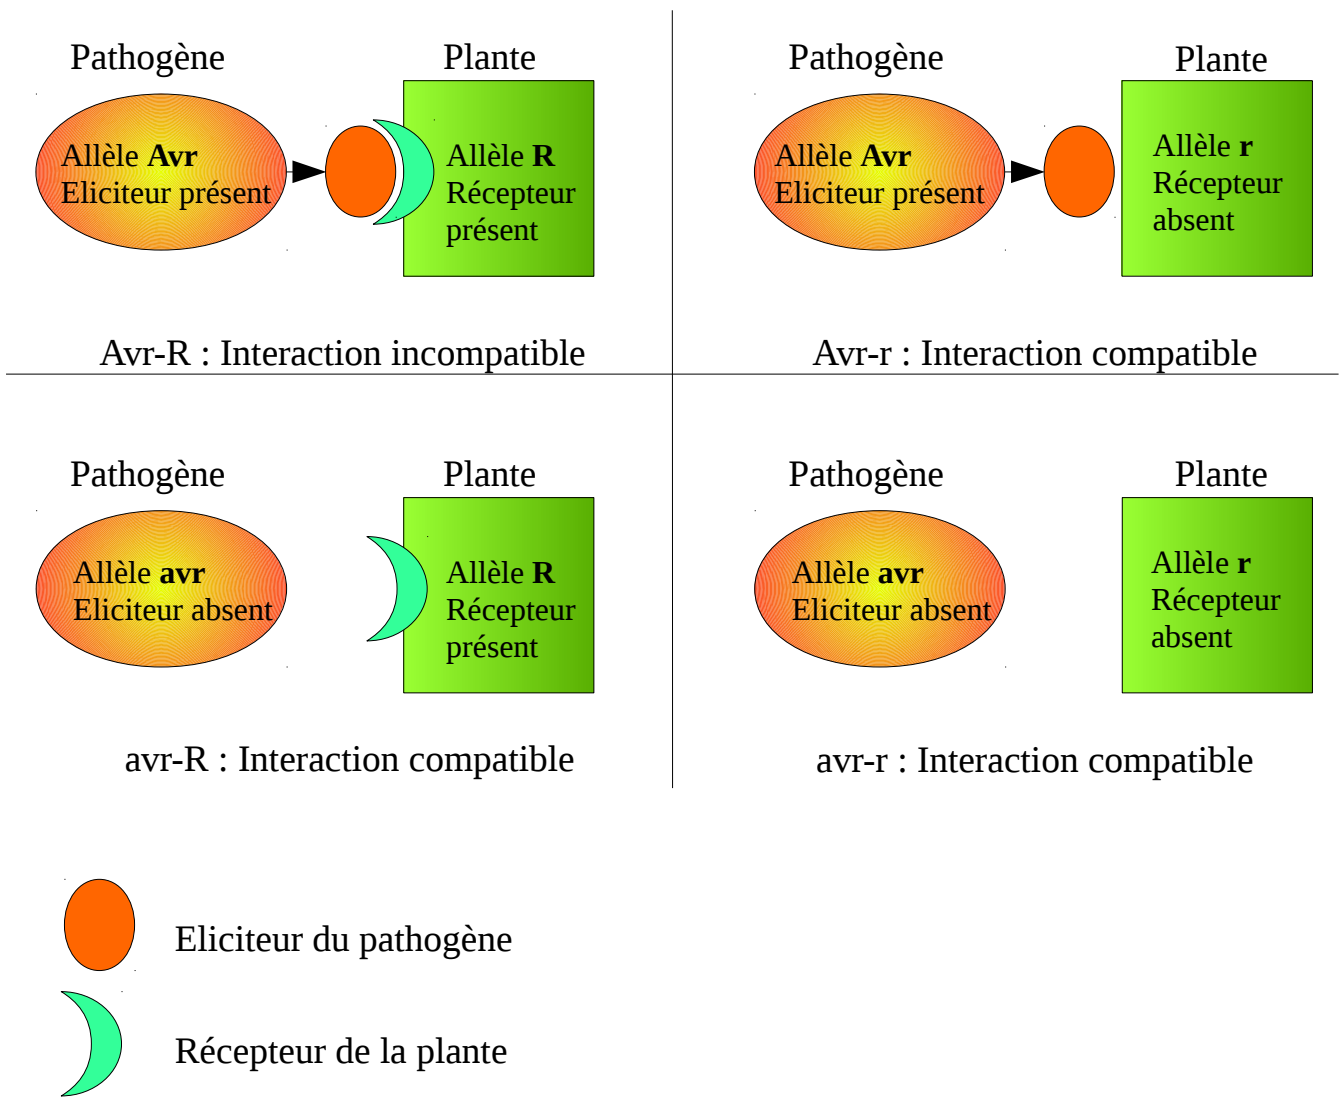 Pathogène
Plante
Allèle Avr
Eliciteur présent
Allèle R
Récepteur
présent
Avr-R : Interaction incompatible
Pathogène
Plante
Allèle Avr
Eliciteur présent
Allèle r
Récepteur
absent
Avr-r : Interaction compatible
Pathogène
Plante
Allèle avr
Eliciteur absent
Allèle R
Récepteur
présent
avr-R : Interaction compatible
Pathogène
Plante
Allèle avr
Eliciteur absent
Allèle r
Récepteur
absent
avr-r : Interaction compatible
Eliciteur du pathogène
Récepteur de la plante